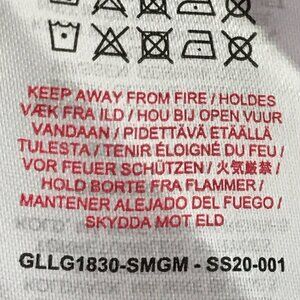 KEEP AWAY FROM FIRE / HOLDES
VÆK FRA ILD / HOU BIJ OPEN VUUR
VANDAAN / PIDETTÄVÄ ETÄÄLLÄ
TULESTA / TENIR ÉLOIGNÉ DU FEU /
VOR FEUER SCHÜTZEN / 火気厳禁 /
HOLD BORTE FRA FLAMMER /
MANTENER ALEJADO DEL FUEGO /
SKYDDA MOT ELD
GLLG1830-SMGM - SS20-001